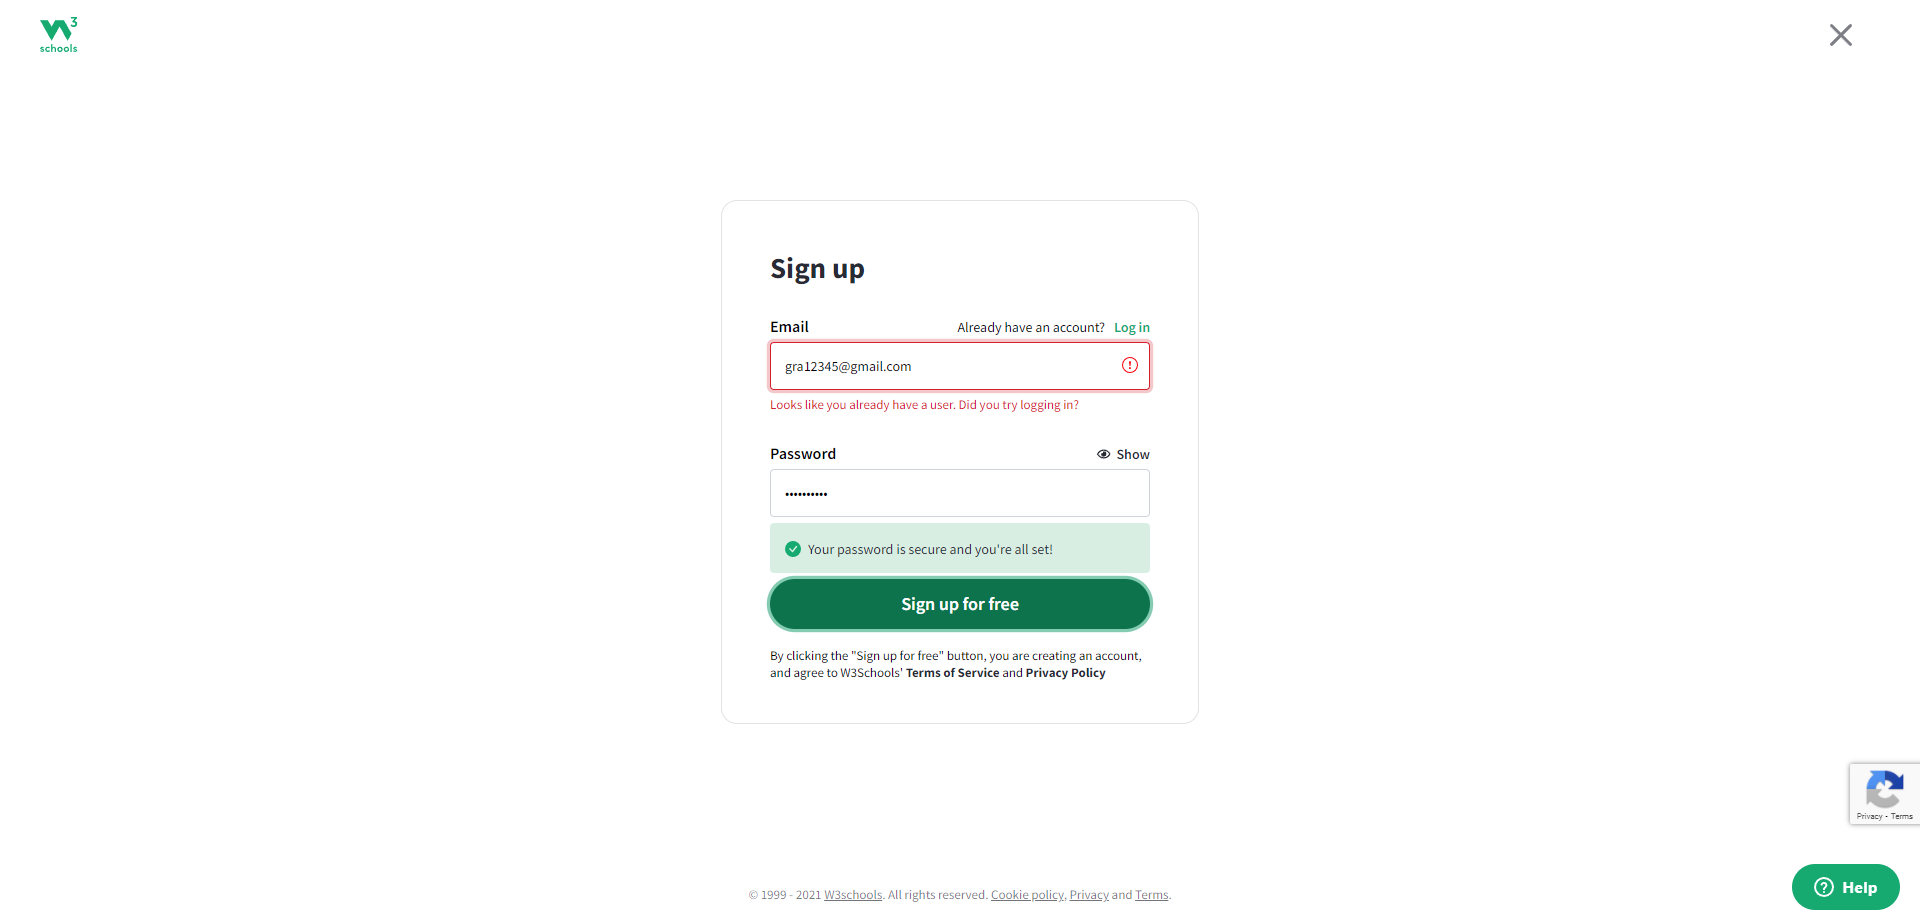 W3
schools
Sign up
Email
Already have an account? Log in
gra12345@gmail.com
Looks like you already have a user. Did you try logging in?
Password
Show
••••••••••
Your password is secure and you're all set!
Sign up for free
By clicking the "Sign up for free" button, you are creating an account,
and agree to W3Schools' Terms of Service and Privacy Policy
Privacy - Terms
Help
© 1999 - 2021 W3schools. All rights reserved. Cookie policy, Privacy and Terms.